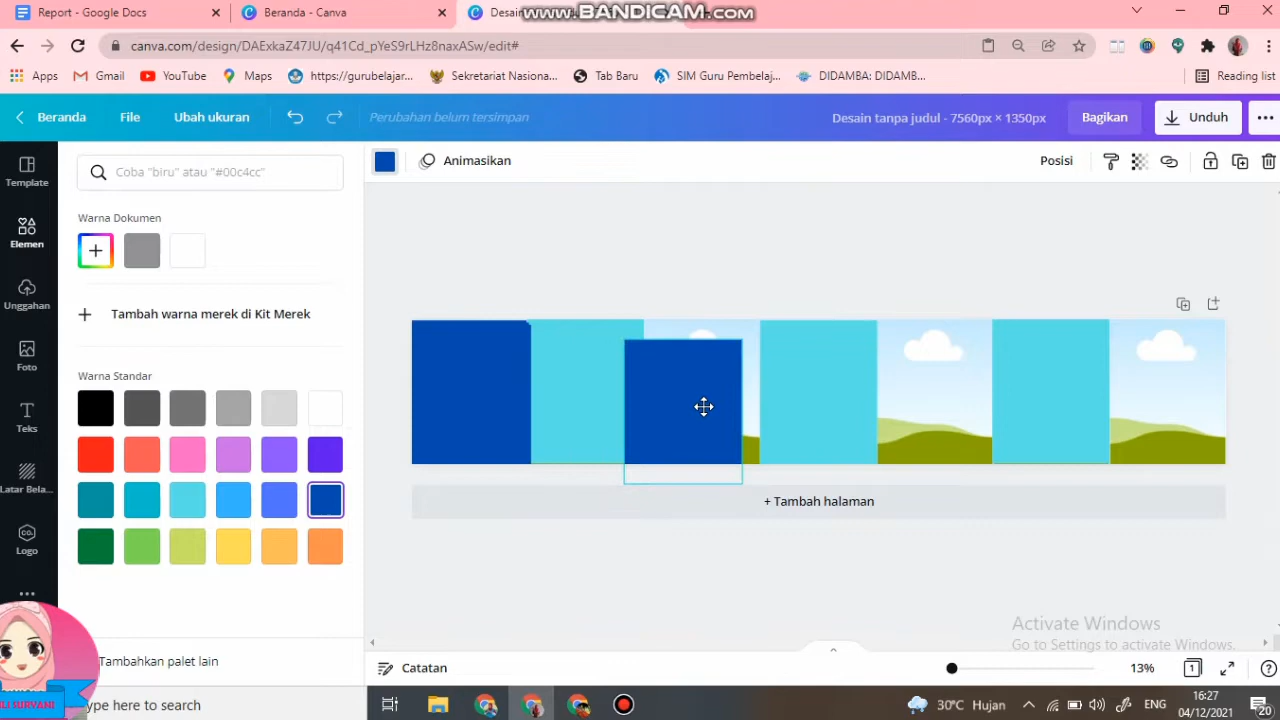 Report - Google Docs
Beranda - Canva
Desain
www.BANDICAM.com
canva.com/design/DAExkaZ47JU/q41Cd_pYeS9rLHz8naxASw/edit#
Apps
Gmail
YouTube
Maps
https://gurubelajar...
Sekretariat Nasiona...
Tab Baru
SIM Guru Pembelaj...
DIDAMBA: DIDAMB...
Reading list
Beranda
File
Ubah ukuran
Perubahan belum tersimpan
Desain tanpa judul - 7560px × 1350px
Bagikan
Unduh
Template
Elemen
Unggahan
Foto
Teks
Latar Bela...
Logo
Coba "biru" atau "#00c4cc"
Warna Dokumen
Tambah warna merek di Kit Merek
Warna Standar
Tambahkan palet lain
Animasikan
Posisi
+ Tambah halaman
Activate Windows
Go to Settings to activate Windows.
Catatan
13%
1
ILI SURYANI
ype here to search
30°C Hujan
ENG
16:27
04/12/2021
20